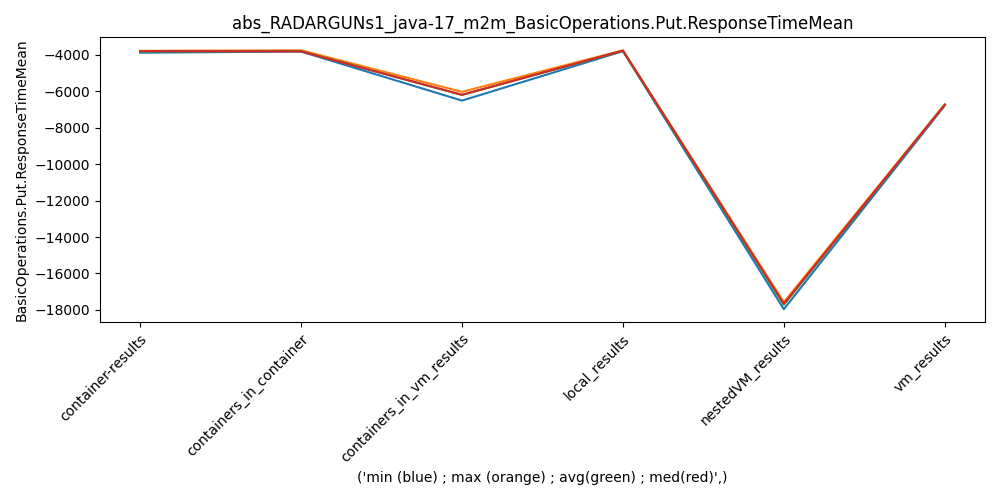 abs_RADARGUNs1_java-17_m2m_BasicOperations.Put.ResponseTimeMean
BasicOperations.Put.ResponseTimeMean
−4000
−6000
−8000
−10000
−12000
−14000
−16000
−18000
container-results
containers_in_container
containers_in_vm_results
local_results
nestedVM_results
vm_results
('min (blue) ; max (orange) ; avg(green) ; med(red)',)